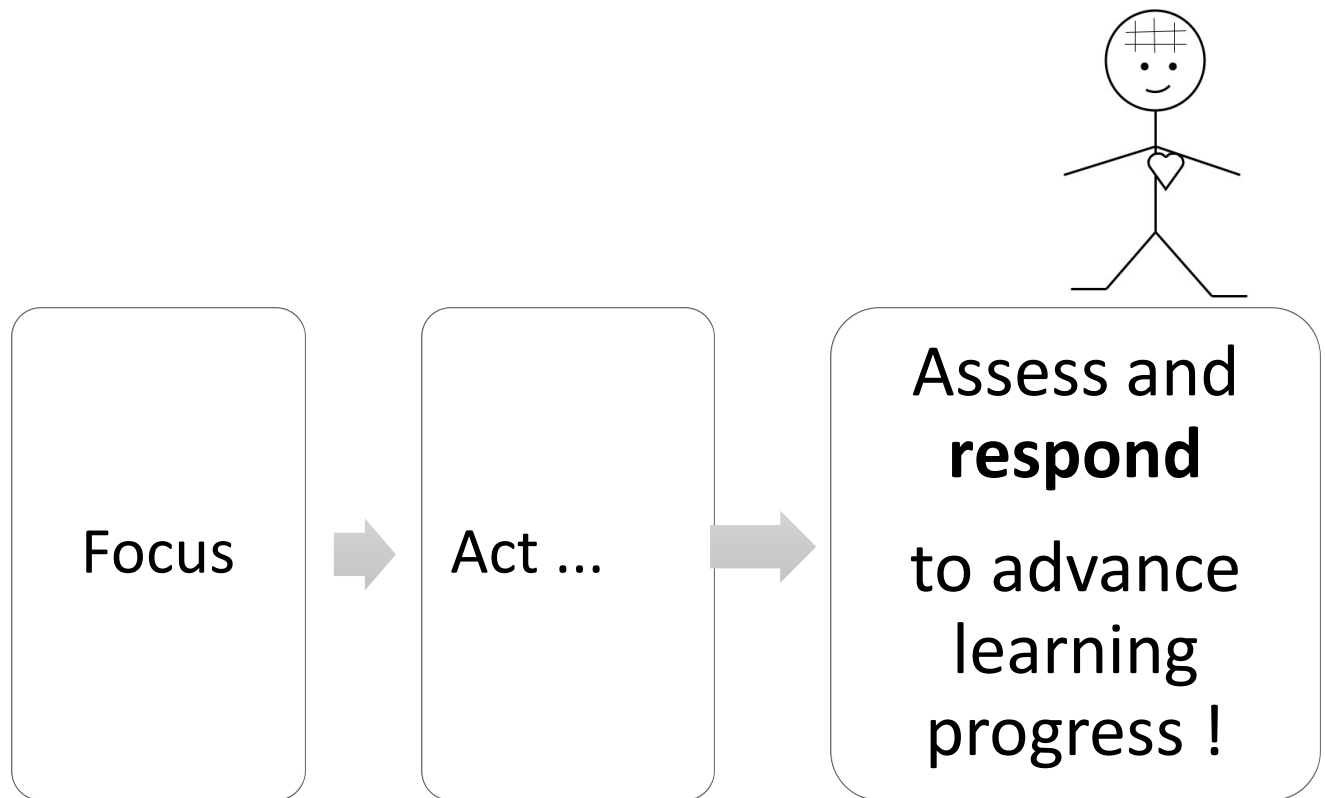 Focus
Act ...
Assess and
respond
to advance
learning
progress !